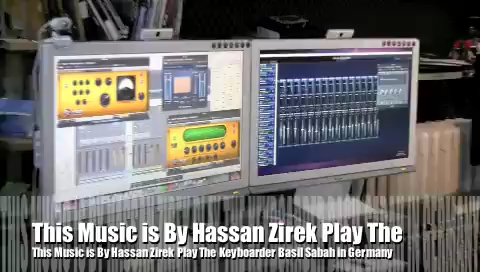 This Music is By Hassan Zirek Play The
This Music is By Hassan Zirek Play The Keyboarder Basil Sabah in Germany